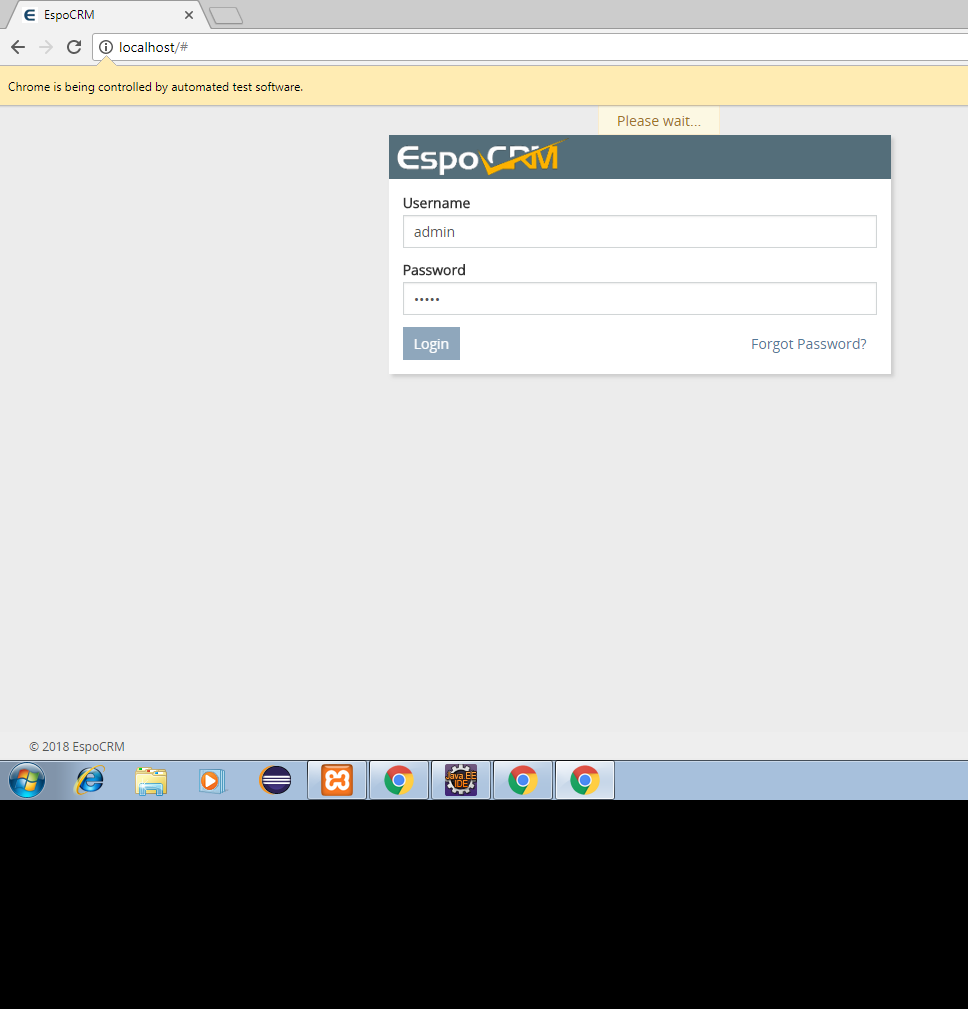 EspoCRM
localhost/#
Chrome is being controlled by automated test software.
Please wait...
EspoCRM
Username
admin
Password
•••••
Login
Forgot Password?
© 2018 EspoCRM
Java EE
IDE